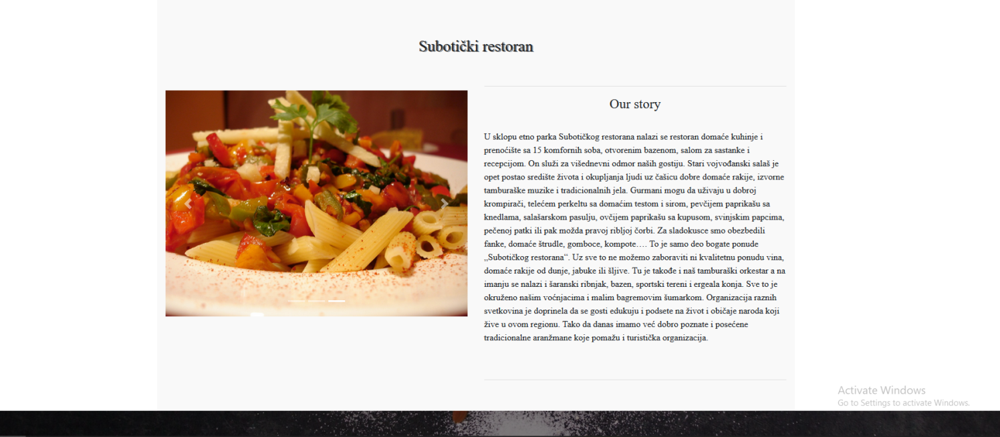 Subotički restoran
Our story
U sklopu etno parka Subotičkog restorana nalazi se restoran domaće kuhinje i
prenoćište sa 15 komfornih soba, otvorenim bazenom, salom za sastanke i
recepcijom. On služi za višednevni odmor naših gostiju. Stari vojvođanski salaš je
opet postao središte života i okupljanja ljudi uz čašicu dobre domaće rakije, izvorne
tamburaške muzike i tradicionalnih jela. Gurmani mogu da uživaju u dobroj
krompirači, telećem perkeltu sa domaćim testom i sirom, pevčijem paprikašu sa
knedlama, salašarskom pasulju, ovčijem paprikašu sa kupusom, svinjskim papcima,
pečenoj patki ili pak možda pravoj ribljoj čorbi. Za sladokusce smo obezbedili
fanke, domaće štrudle, gomboce, kompote…. To je samo deo bogate ponude
„Subotičkog restorana“. Uz sve to ne možemo zaboraviti ni kvalitetnu ponudu vina,
domaće rakije od dunje, jabuke ili šljive. Tu je takođe i naš tamburaški orkestar a na
imanju se nalazi i šaranski ribnjak, bazen, sportski tereni i ergeala konja. Sve to je
okruženo našim voćnjacima i malim bagremovim šumarkom. Organizacija raznih
svetkovina je doprinela da se gosti edukuju i podsete na život i običaje naroda koji
žive u ovom regionu. Tako da danas imamo već dobro poznate i posećene
tradicionalne aranžmane koje pomažu i turistička organizacija.
Activate Windows
Go to Settings to activate Windows.